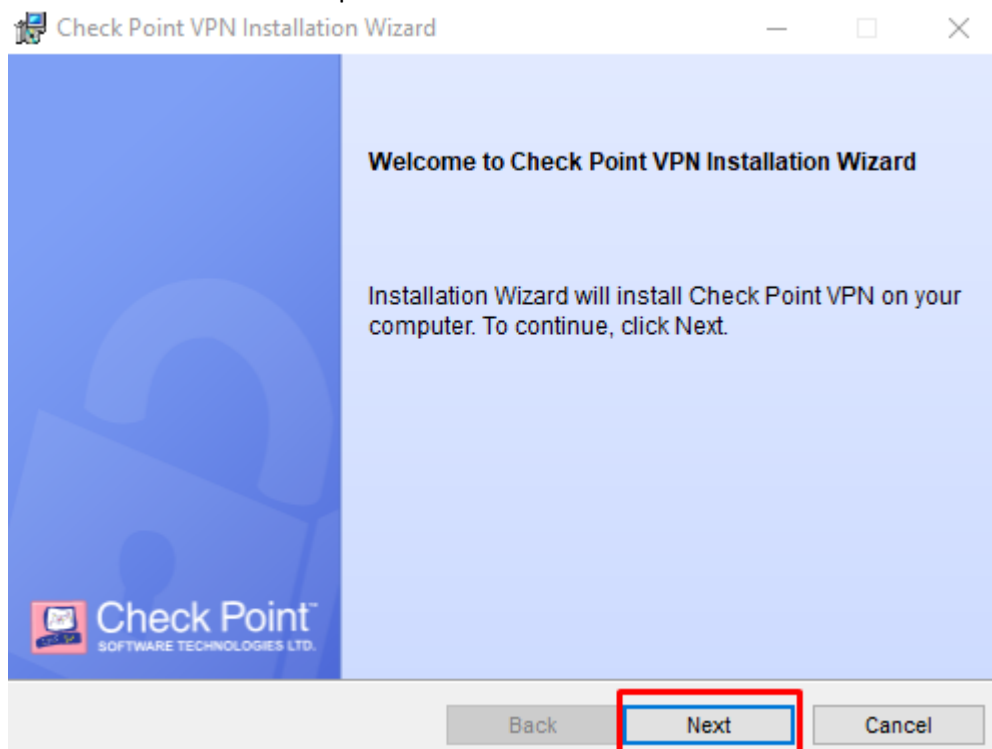 Check Point VPN Installation Wizard
Welcome to Check Point VPN Installation Wizard
Installation Wizard will install Check Point VPN on your
computer. To continue, click Next.
Check Point™
SOFTWARE TECHNOLOGIES LTD.
Back Next Cancel